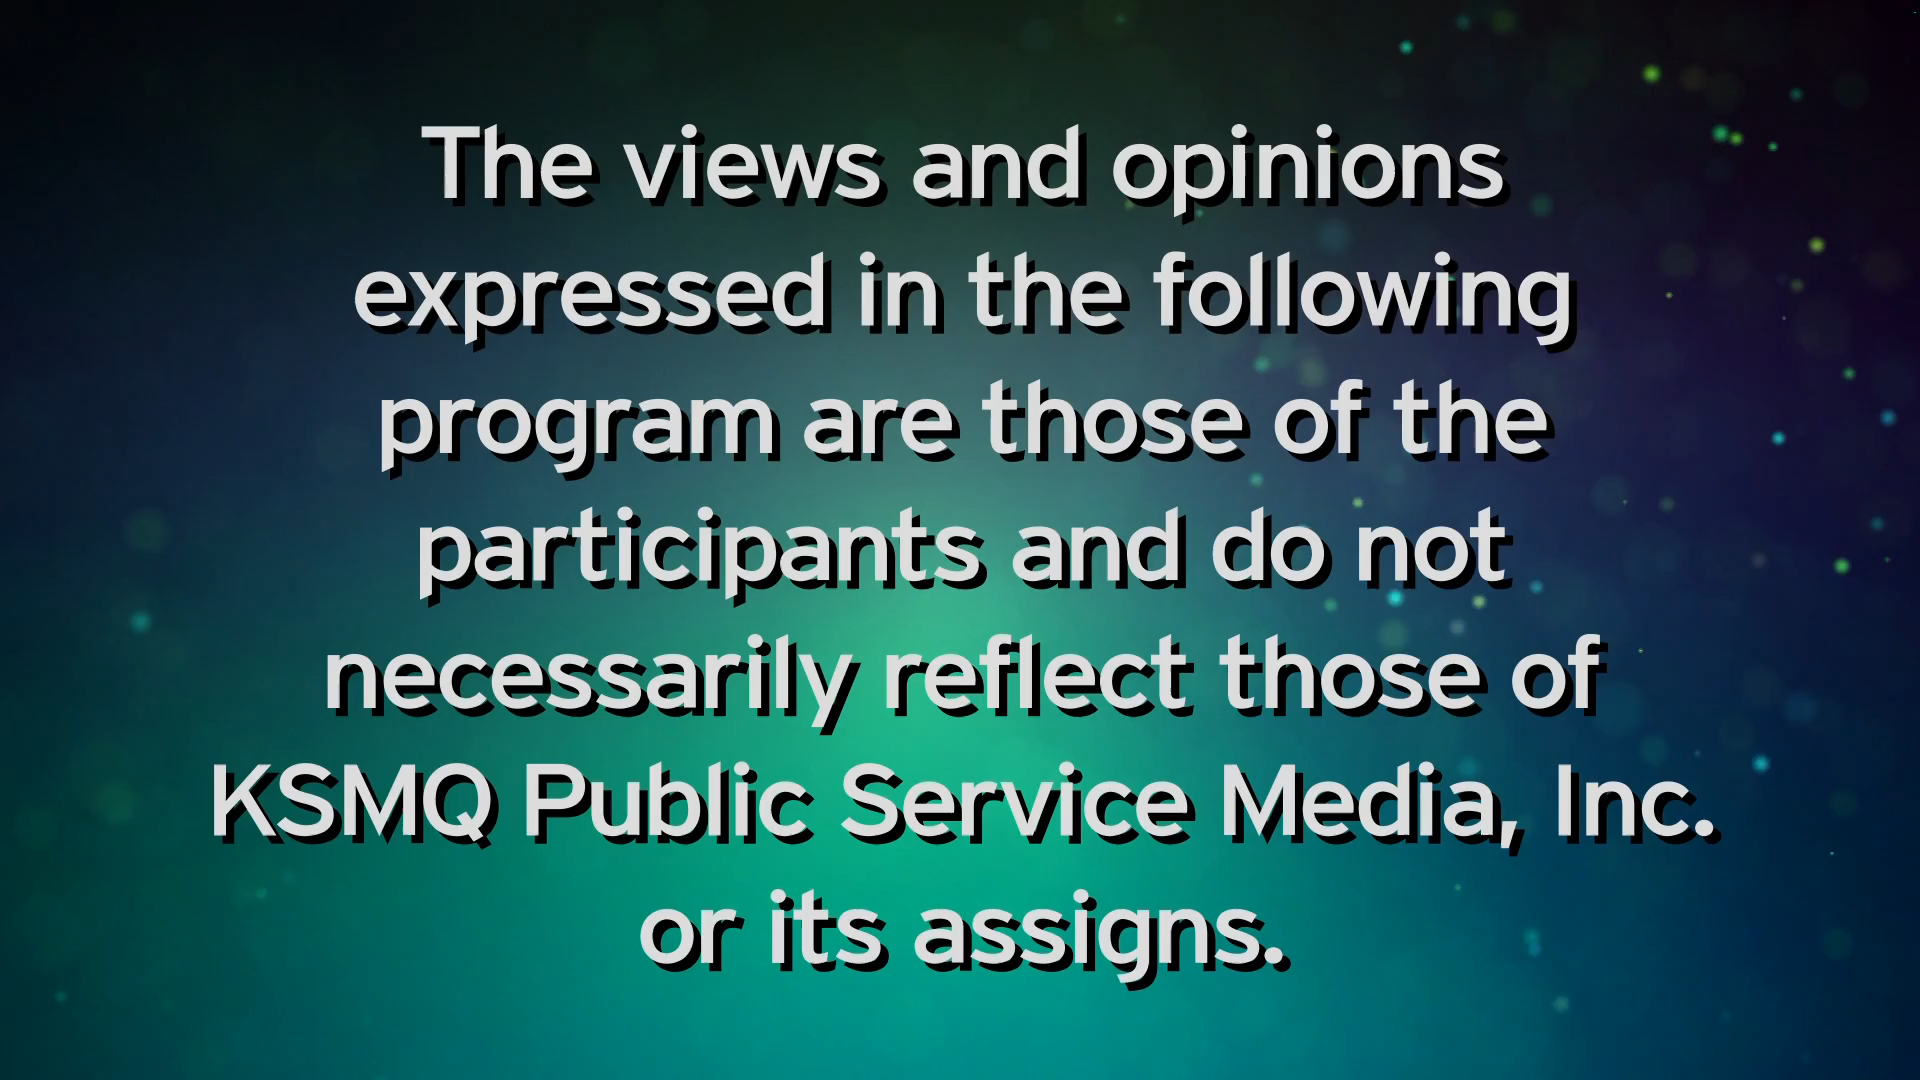 The views and opinions
expressed in the following
program are those of the
participants and do not
necessarily reflect those of
KSMQ Public Service Media, Inc.
or its assigns.